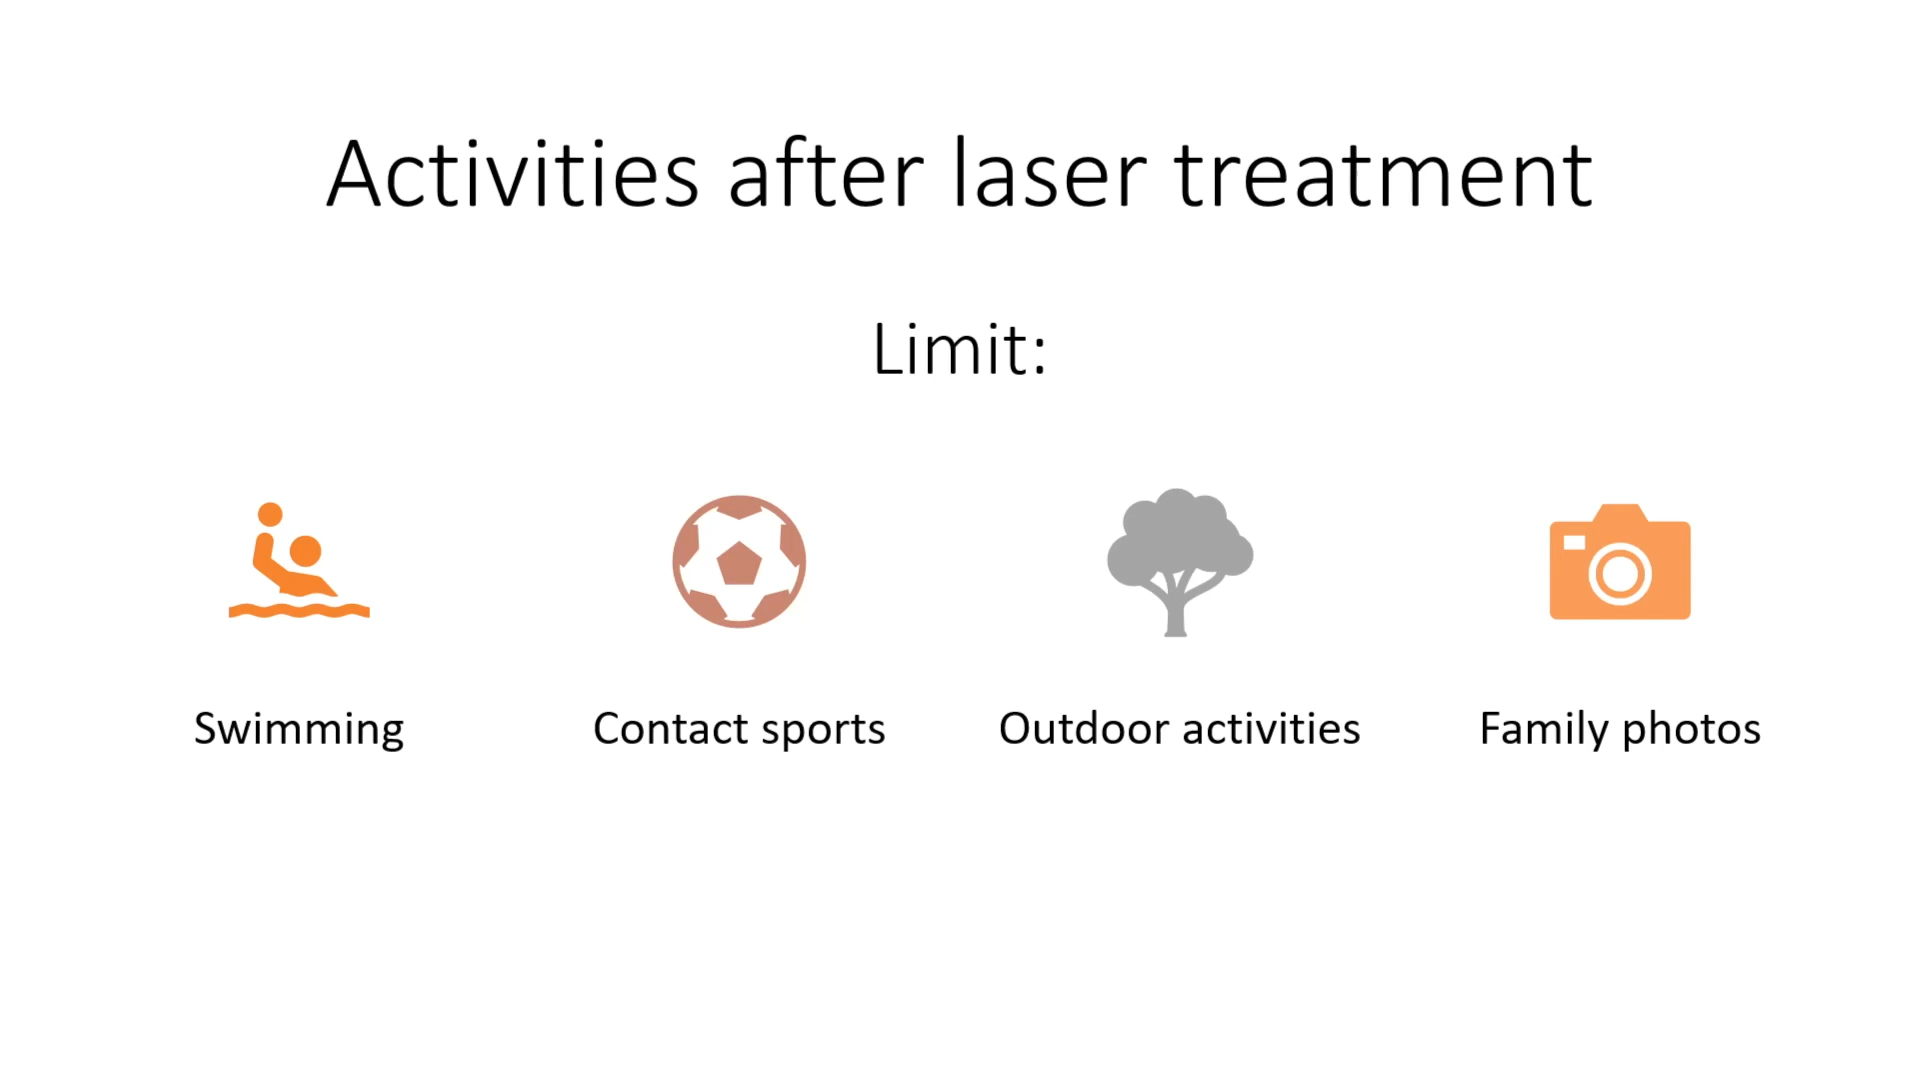 Activities after laser treatment
Limit:
Swimming
Contact sports
Outdoor activities
Family photos